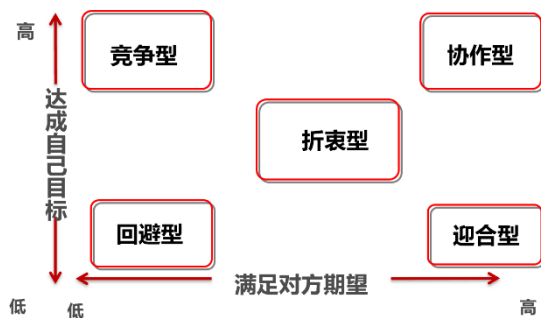 高
竞争型
协作型
达成自己目标
折衷型
回避型
迎合型
满足对方期望
低
低
高